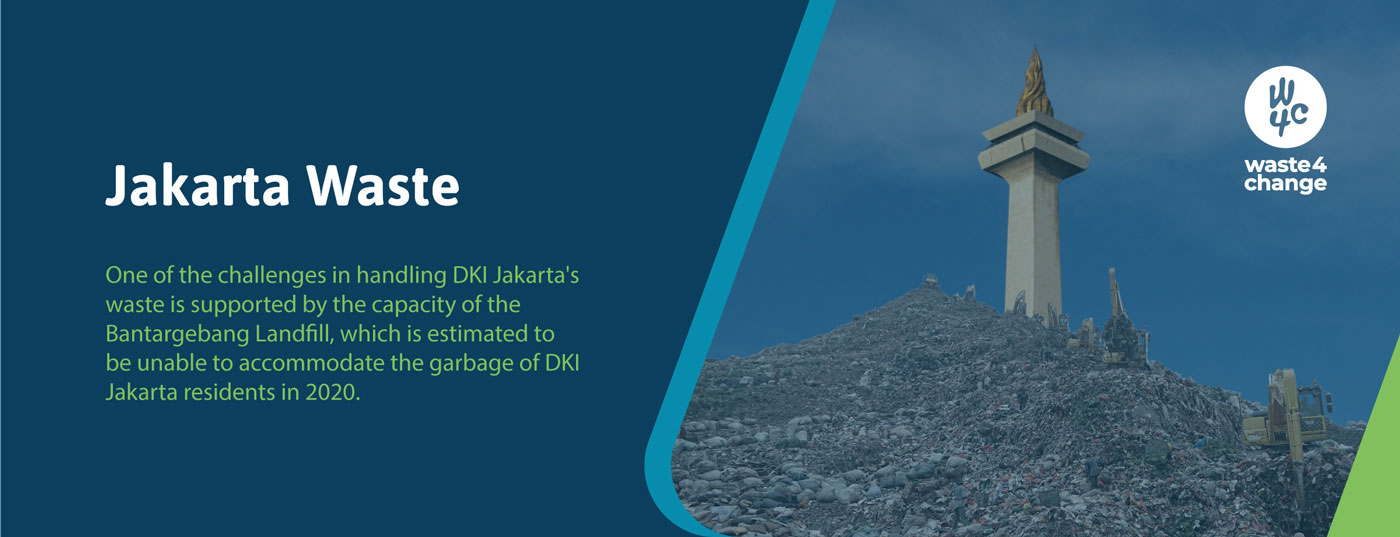 Jakarta Waste
One of the challenges in handling DKI Jakarta's
waste is supported by the capacity of the
Bantargebang Landfill, which is estimated to
be unable to accommodate the garbage of DKI
Jakarta residents in 2020.
W
4C
waste4
change